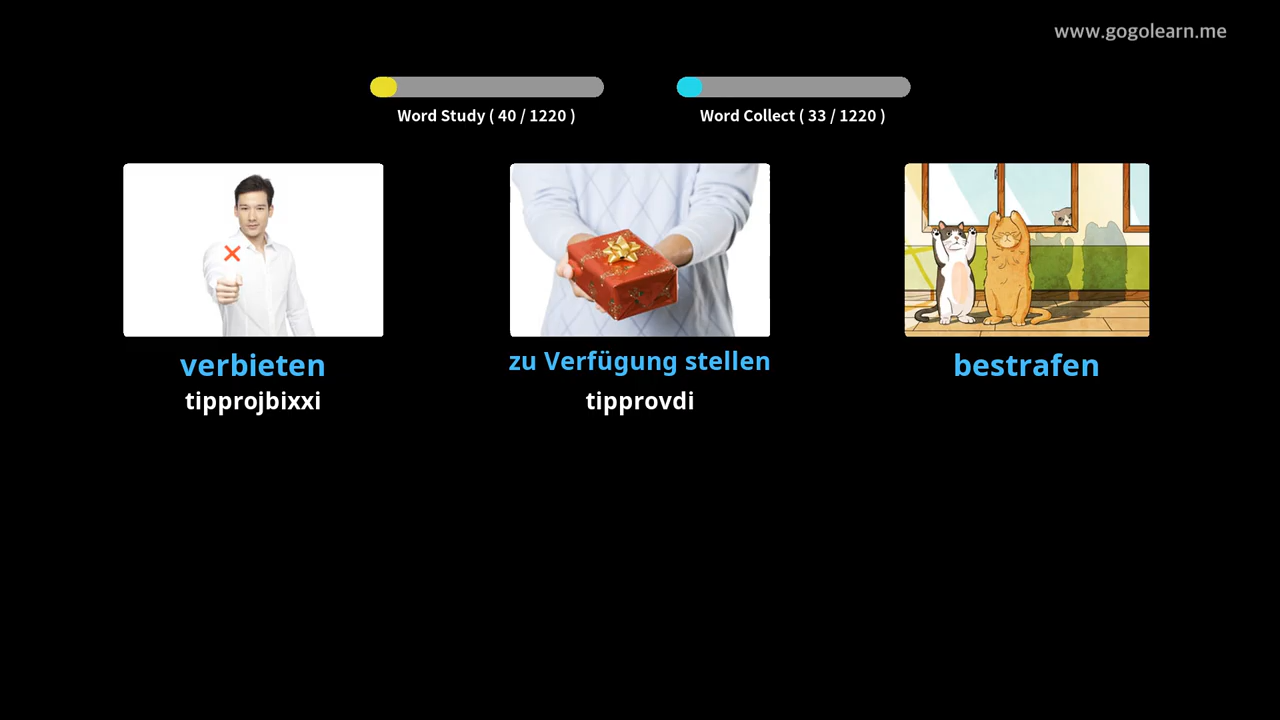 www.gogolearn.me
Word Study ( 40 / 1220 )
Word Collect ( 33 / 1220 )
verbieten
zu Verfügung stellen
bestrafen
tipprojbixxi
tipprovdi